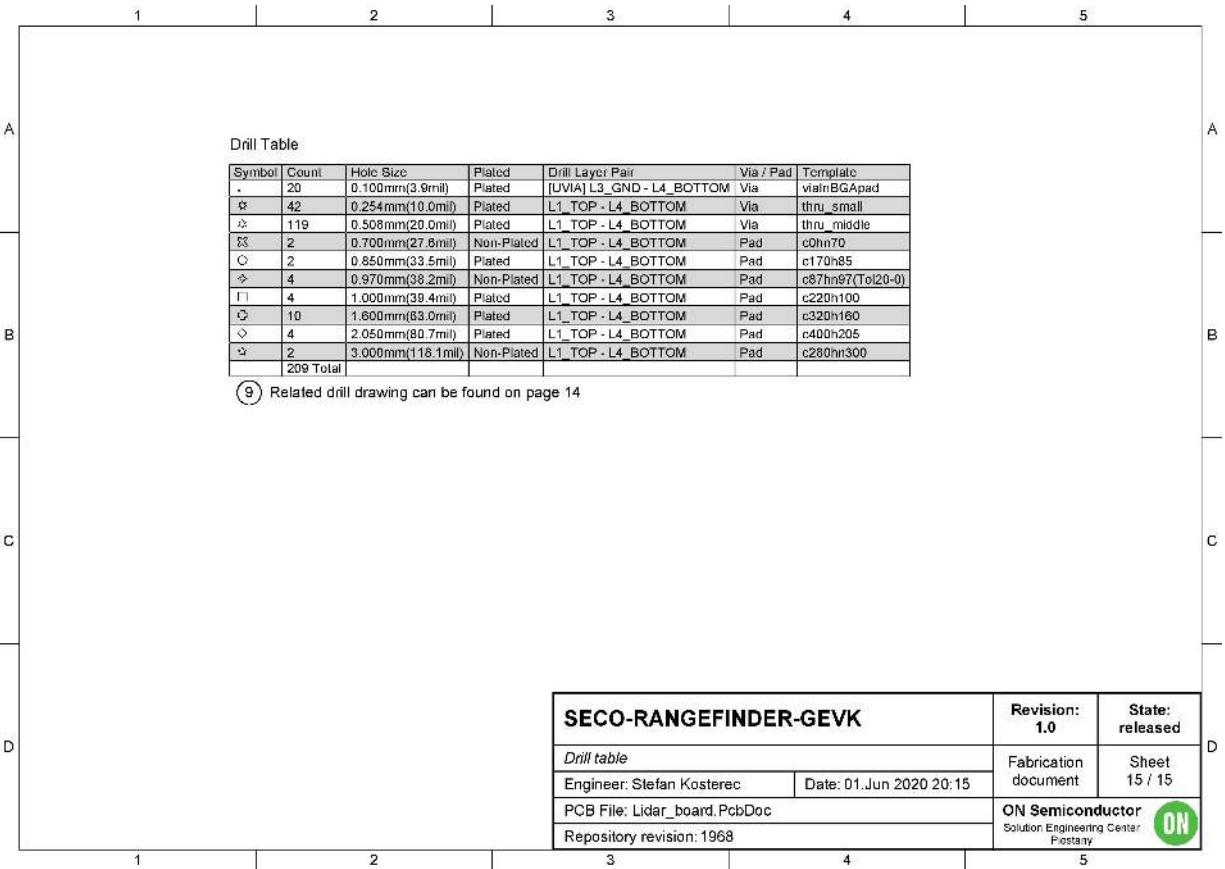 1 2 3 4 5
A A
Drill Table
Symbol Count Hole Size Plated Drill Layer Pair Via / Pad Template
20 0.100mm(3.9mil) Plated [UVIA] L3_GND - L4_BOTTOM Via viaInBGApad
42 0.254mm(10.0mil) Plated L1_TOP - L4_BOTTOM Via thru_small
119 0.508mm(20.0mil) Plated L1_TOP - L4_BOTTOM Via thru_middle
2 0.700mm(27.6mil) Non-Plated L1_TOP - L4_BOTTOM Pad c0hn70
2 0.850mm(33.5mil) Plated L1_TOP - L4_BOTTOM Pad c170h85
4 0.970mm(38.2mil) Non-Plated L1_TOP - L4_BOTTOM Pad c87hn97(Tol20-0)
4 1.000mm(39.4mil) Plated L1_TOP - L4_BOTTOM Pad c220h100
10 1.600mm(63.0mil) Plated L1_TOP - L4_BOTTOM Pad c320h160
4 2.050mm(80.7mil) Plated L1_TOP - L4_BOTTOM Pad c400h205
2 3.000mm(118.1mil) Non-Plated L1_TOP - L4_BOTTOM Pad c280hn300
209 Total
B B
9 Related drill drawing can be found on page 14
C C
D D
SECO-RANGEFINDER-GEVK
Revision:
1.0
State:
released
Drill table
Engineer: Stefan Kosterec
Date: 01.Jun 2020 20:15
Fabrication
document
Sheet
15 / 15
PCB File: Lidar_board.PcbDoc
Repository revision: 1968
ON Semiconductor
Solution Engineering Center
Piestany
ON
1 2 3 4 5